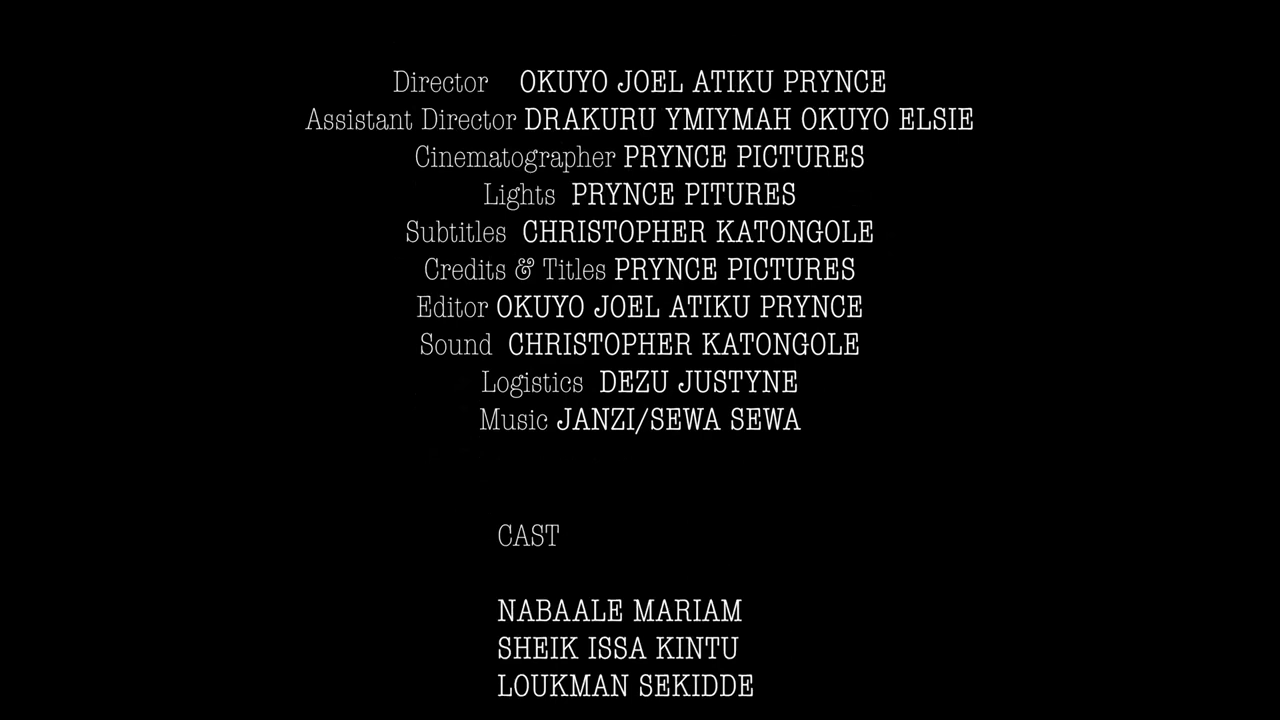 Director OKUYO JOEL ATIKU PRYNCE
Assistant Director DRAKURU YMIYMAH OKUYO ELSIE
Cinematographer PRYNCE PICTURES
Lights PRYNCE PITURES
Subtitles CHRISTOPHER KATONGOLE
Credits & Titles PRYNCE PICTURES
Editor OKUYO JOEL ATIKU PRYNCE
Sound CHRISTOPHER KATONGOLE
Logistics DEZU JUSTYNE
Music JANZI/SEWA SEWA
CAST
NABAALE MARIAM
SHEIK ISSA KINTU
LOUKMAN SEKIDDE